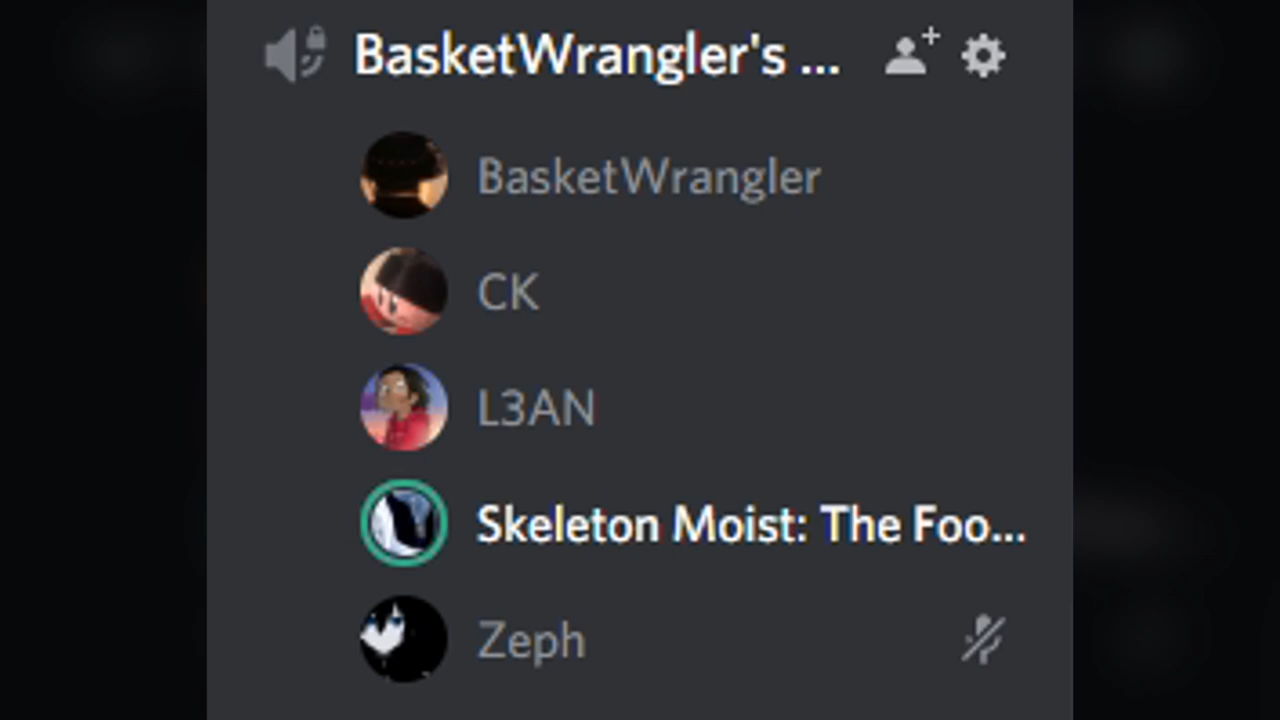 BasketWrangler's ...
BasketWrangler
CK
L3AN
Skeleton Moist: The Foo...
Zeph